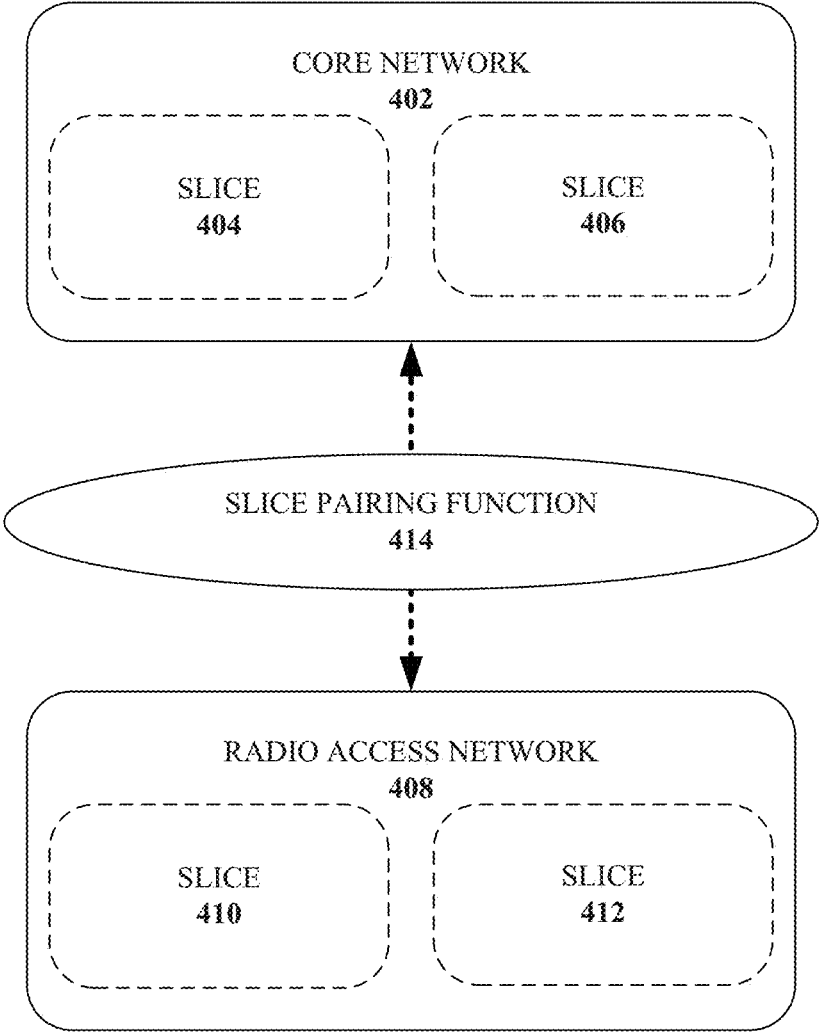 CORE NETWORK
402
SLICE
404
SLICE
406
SLICE PAIRING FUNCTION
414
RADIO ACCESS NETWORK
408
SLICE
410
SLICE
412